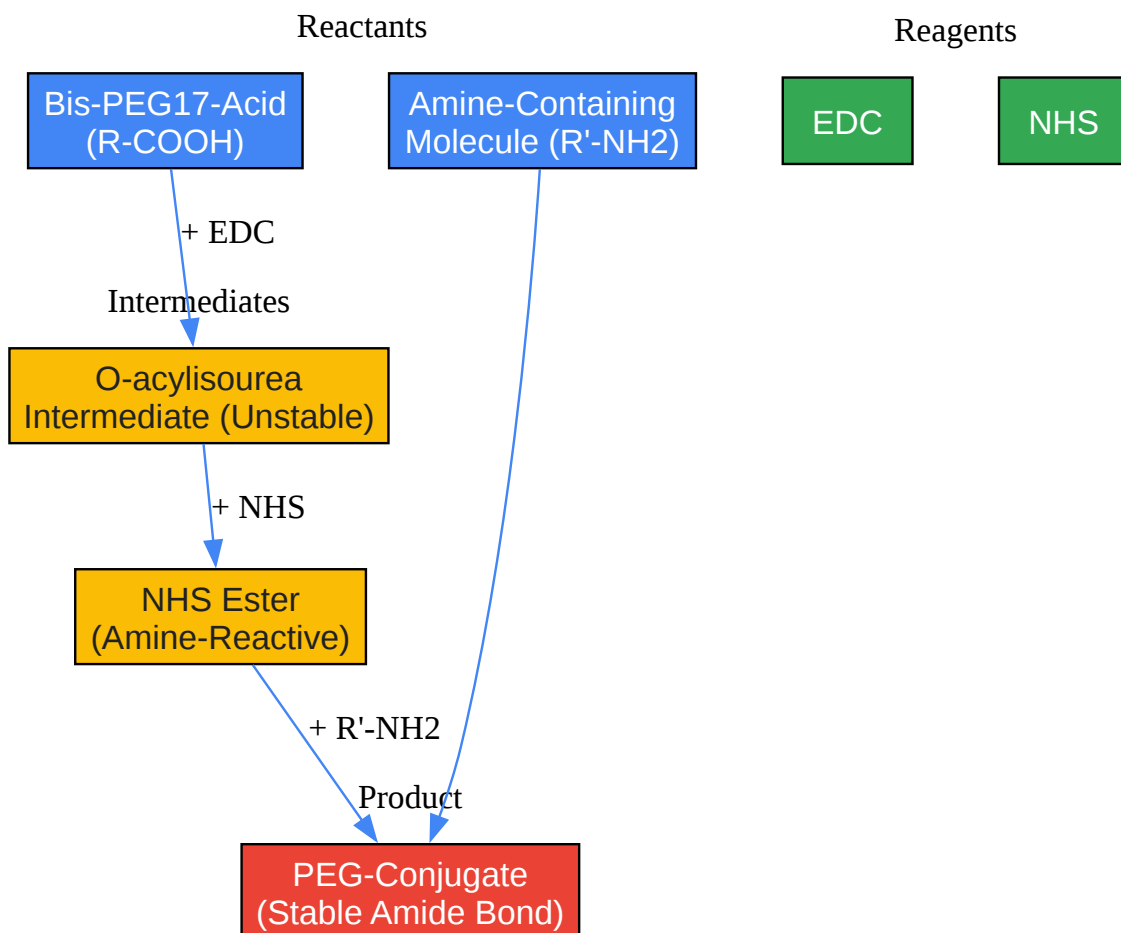 Reactants
Reagents
Bis-PEG17-Acid
(R-COOH)
Amine-Containing
Molecule (R'-NH2)
EDC
NHS
+ EDC
Intermediates
O-acylisourea
Intermediate (Unstable)
+ NHS
NHS Ester
(Amine-Reactive)
+ R'-NH2
Product
PEG-Conjugate
(Stable Amide Bond)